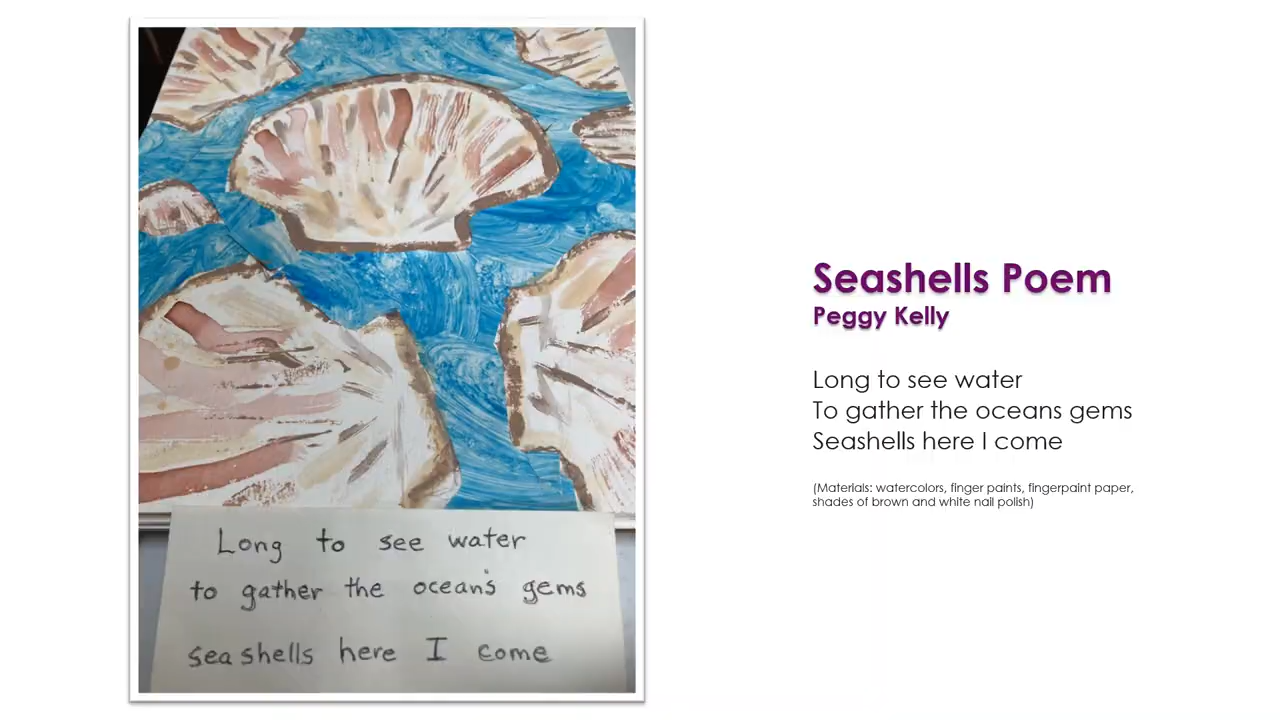 Long to see water
to gather the ocean's gems
seashells here I come
Seashells Poem
Peggy Kelly
Long to see water
To gather the oceans gems
Seashells here I come
(Materials: watercolors, finger paints, fingerpaint paper,
shades of brown and white nail polish)